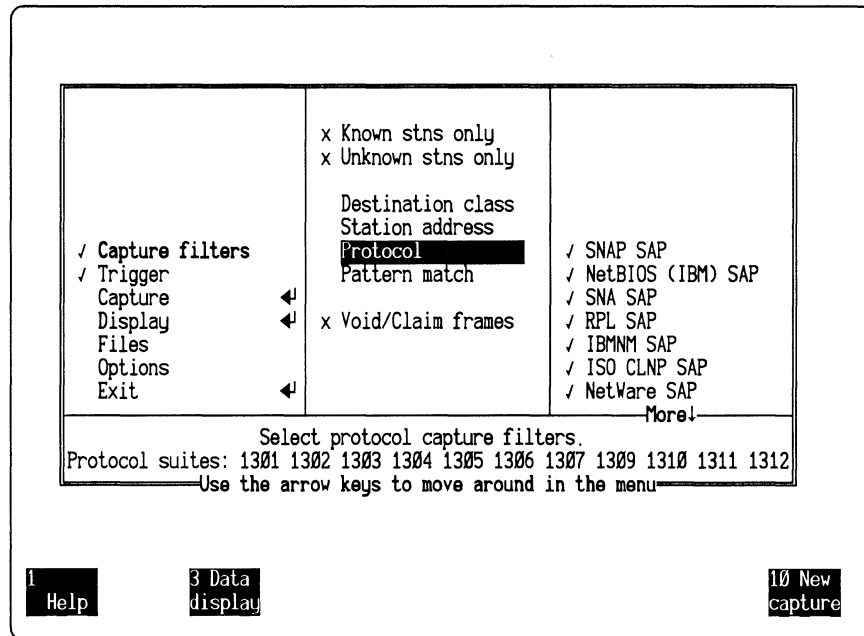 x Known stns only
x Unknown stns only
Destination class
Station address
√ Capture filters Protocol √ SNAP SAP
√ Trigger Pattern match √ NetBIOS (IBM) SAP
Capture ↵ √ SNA SAP
Display ↵ x Void/Claim frames √ RPL SAP
Files √ IBMNM SAP
Options √ ISO CLNP SAP
Exit ↵ √ NetWare SAP
More↓
Select protocol capture filters.
Protocol suites: 1301 1302 1303 1304 1305 1306 1307 1309 1310 1311 1312
Use the arrow keys to move around in the menu
1 3 Data 10 New
Help display capture